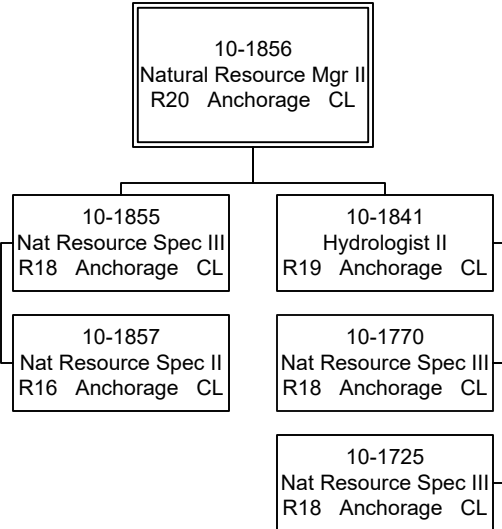 10-1856
Natural Resource Mgr II
R20 Anchorage CL
10-1855
Nat Resource Spec III
R18 Anchorage CL
10-1841
Hydrologist II
R19 Anchorage CL
10-1857
Nat Resource Spec II
R16 Anchorage CL
10-1770
Nat Resource Spec III
R18 Anchorage CL
10-1725
Nat Resource Spec III
R18 Anchorage CL